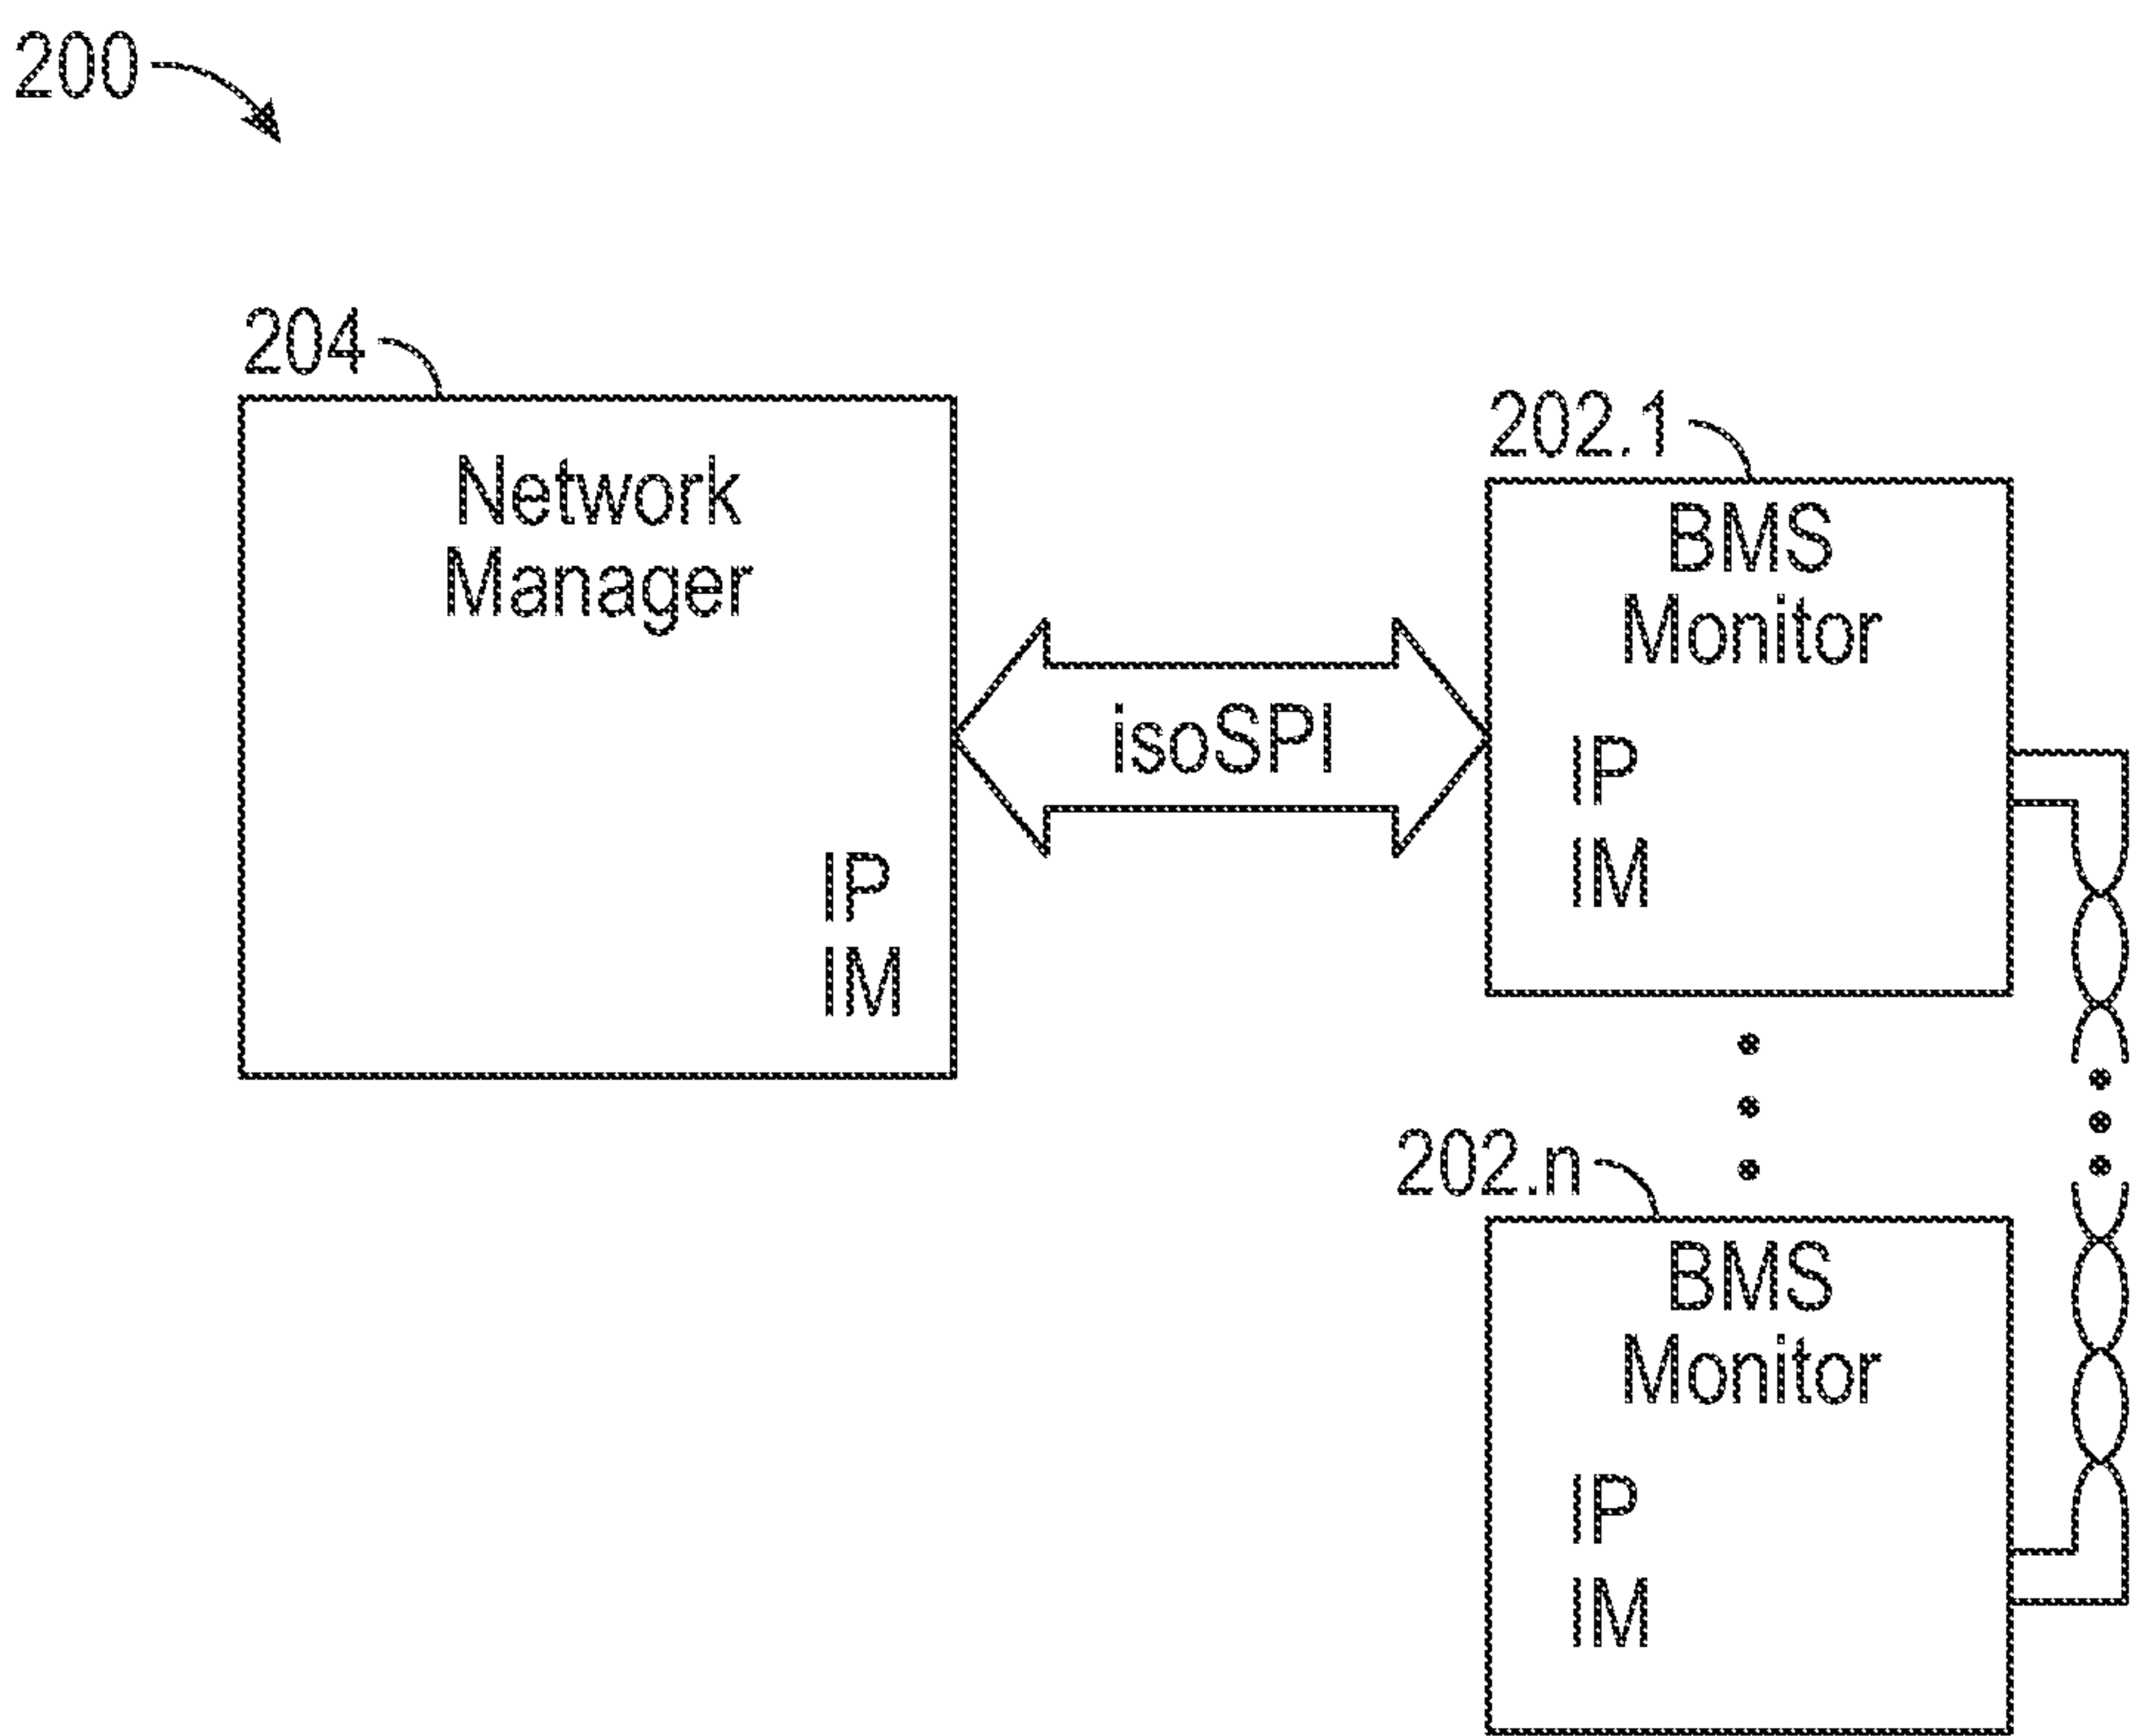 200
204
Network
Manager
IP
IM
isoSPI
202.1
BMS
Monitor
IP
IM
202.n
BMS
Monitor
IP
IM